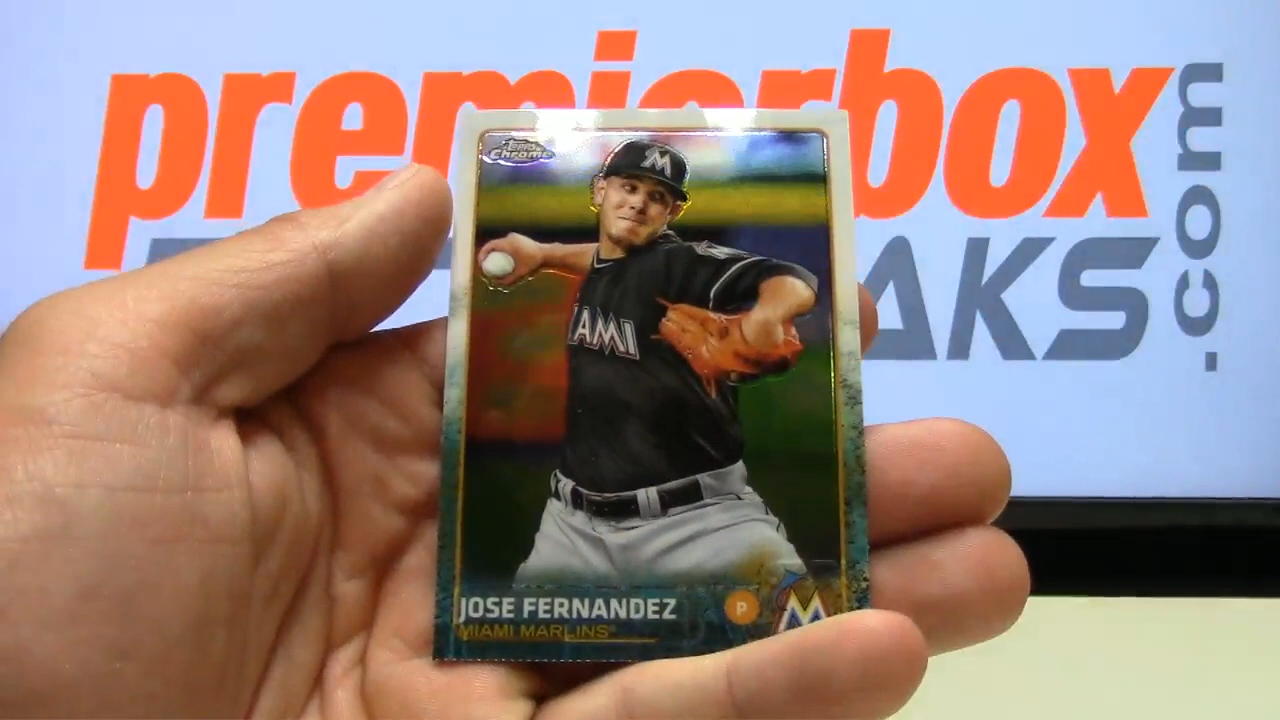 premierbox
AKS
.com
Topps
Chrome
M
MIAMI
JOSE FERNANDEZ
P
MIAMI MARLINS
M